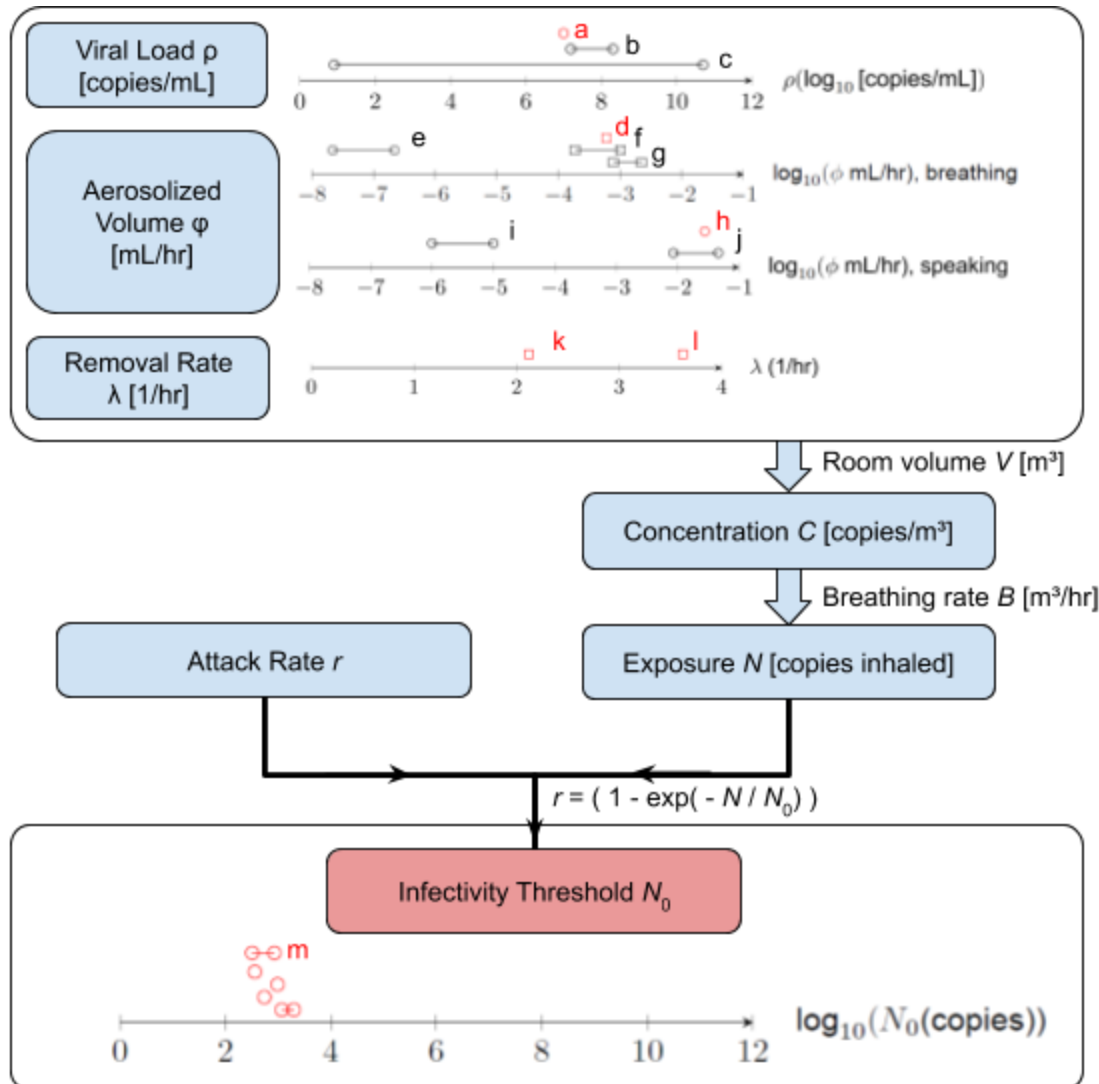 Viral Load ρ
[copies/mL]
a
b
c
0 2 4 6 8 10 12
ρ(log₁₀ [copies/mL])
Aerosolized
Volume φ
[mL/hr]
d
e
f
g
−8 −7 −6 −5 −4 −3 −2 −1
log₁₀(ϕ mL/hr), breathing
h
i
j
−8 −7 −6 −5 −4 −3 −2 −1
log₁₀(ϕ mL/hr), speaking
Removal Rate
λ [1/hr]
k
l
0 1 2 3 4
λ (1/hr)
Room volume V [m³]
Concentration C [copies/m³]
Breathing rate B [m³/hr]
Attack Rate r
Exposure N [copies inhaled]
r = ( 1 - exp( - N / N₀) )
Infectivity Threshold N₀
m
0 2 4 6 8 10 12
log₁₀(N₀(copies))